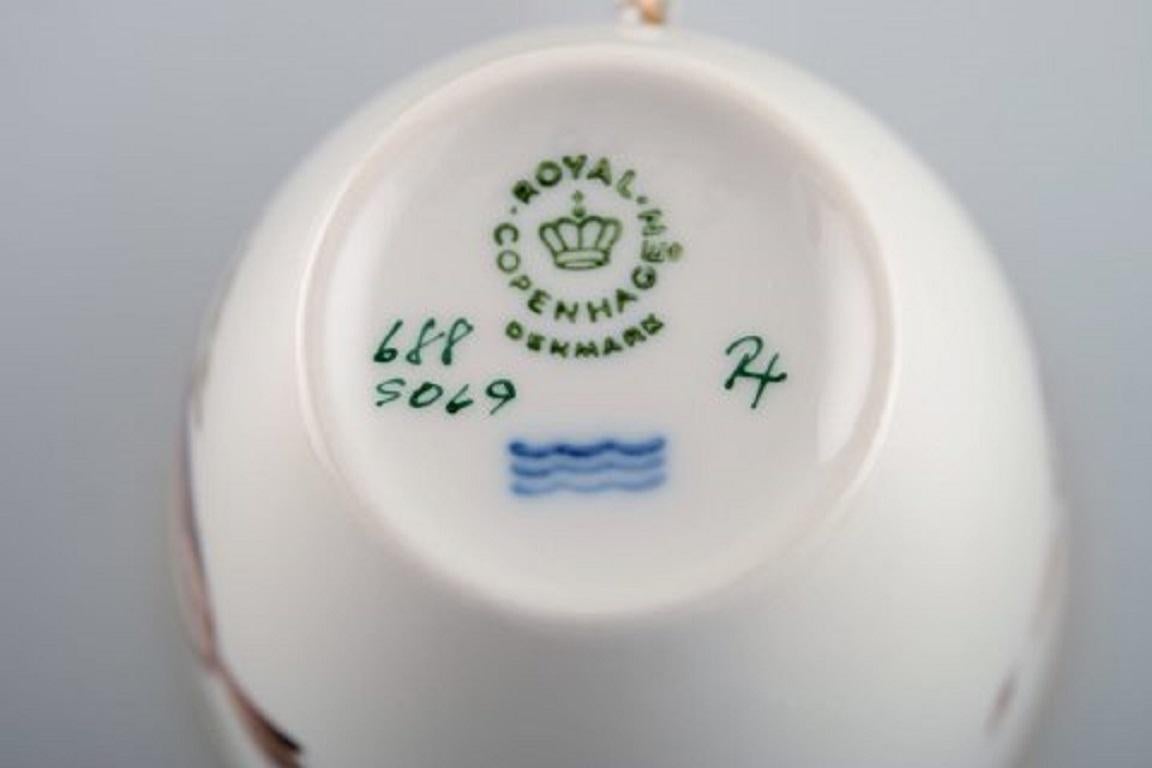 ROYAL
COPENHAGEN
DENMARK
688
5069